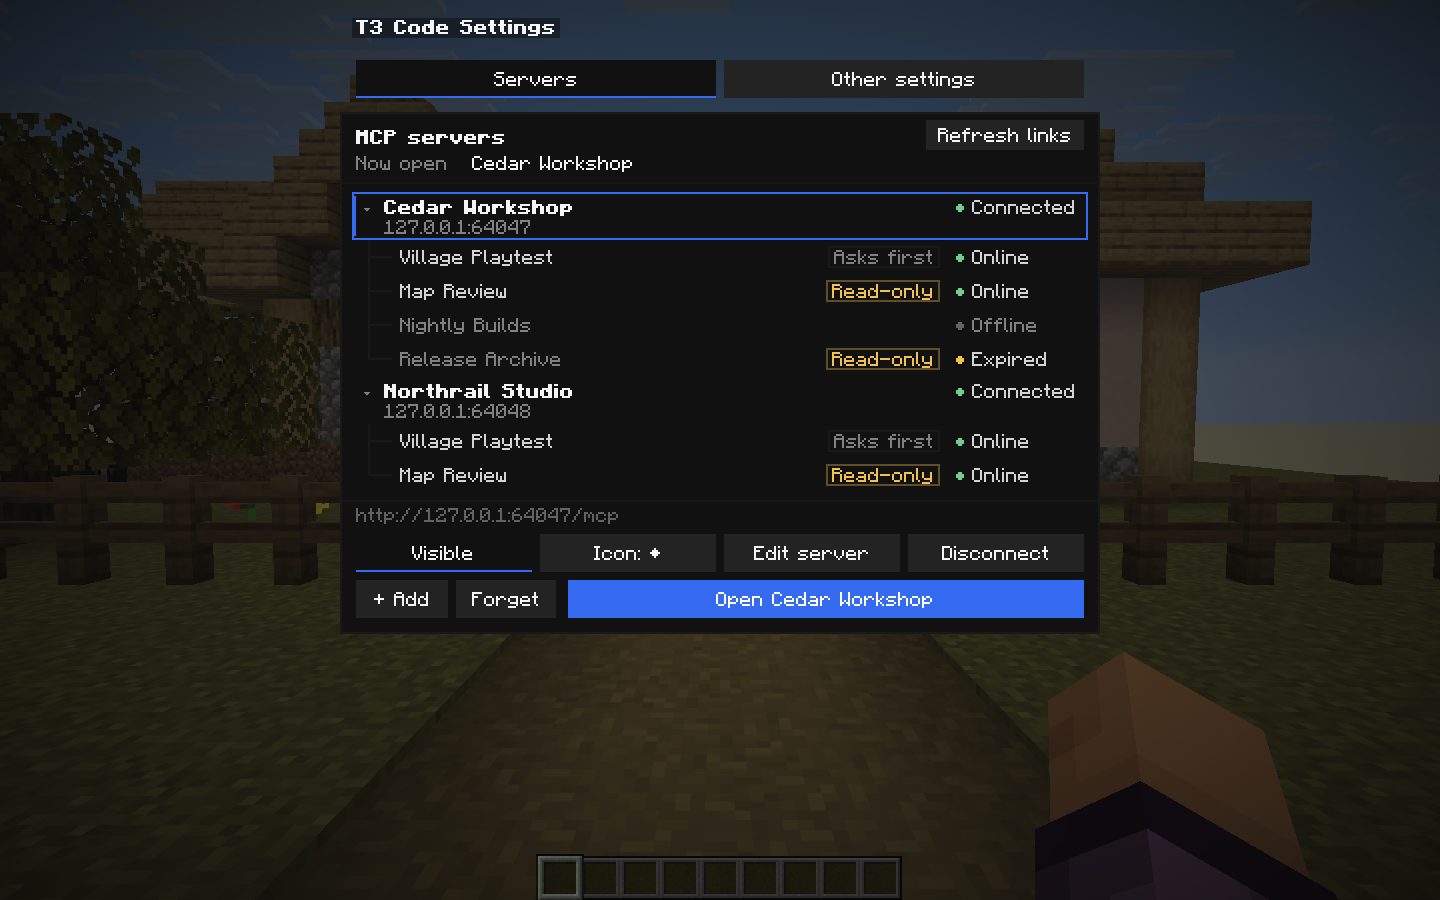 T3 Code Settings
Servers Other settings
MCP servers Refresh links
Now open Cedar Workshop
Cedar Workshop Connected
127.0.0.1:64047
Village Playtest Asks first Online
Map Review Read-only Online
Nightly Builds Offline
Release Archive Read-only Expired
Northrail Studio Connected
127.0.0.1:64048
Village Playtest Asks first Online
Map Review Read-only Online
http://127.0.0.1:64047/mcp
Visible Icon: ◆ Edit server Disconnect
+ Add Forget Open Cedar Workshop